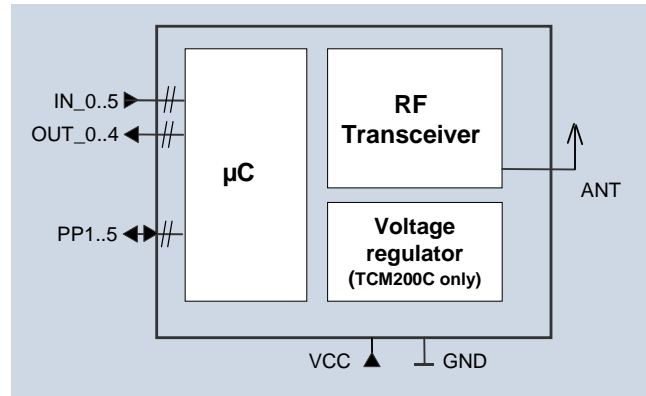 IN_0..5
OUT_0..4
PP1..5
µC
RF
Transceiver
ANT
Voltage
regulator
(TCM200C only)
VCC
GND